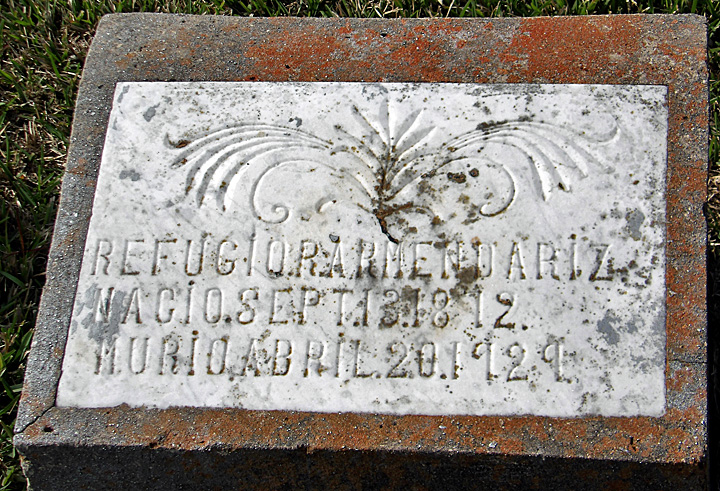 REFUGIO.R.ARMENDARIZ
NACIO.SEPT.13.1812.
MURIO.ABRIL.20.1929.